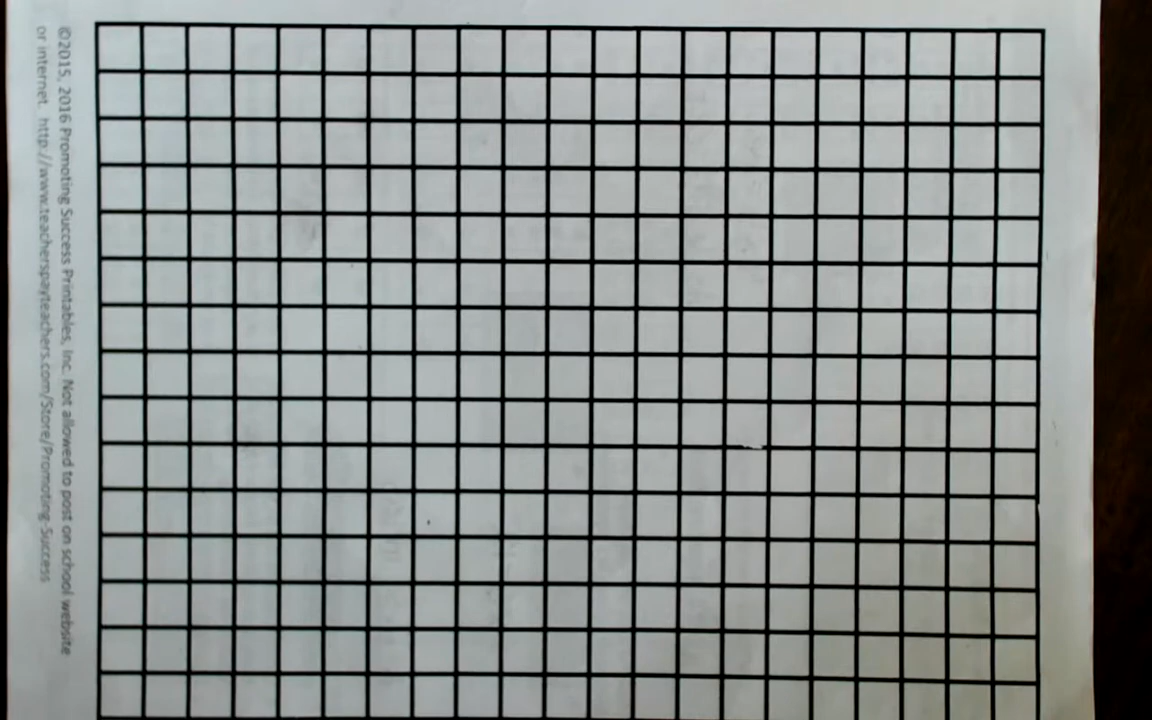 ©2015, 2016 Promoting Success Printables, Inc. Not allowed to post on school website
or internet. http://www.teacherspayteachers.com/Store/Promoting-Success